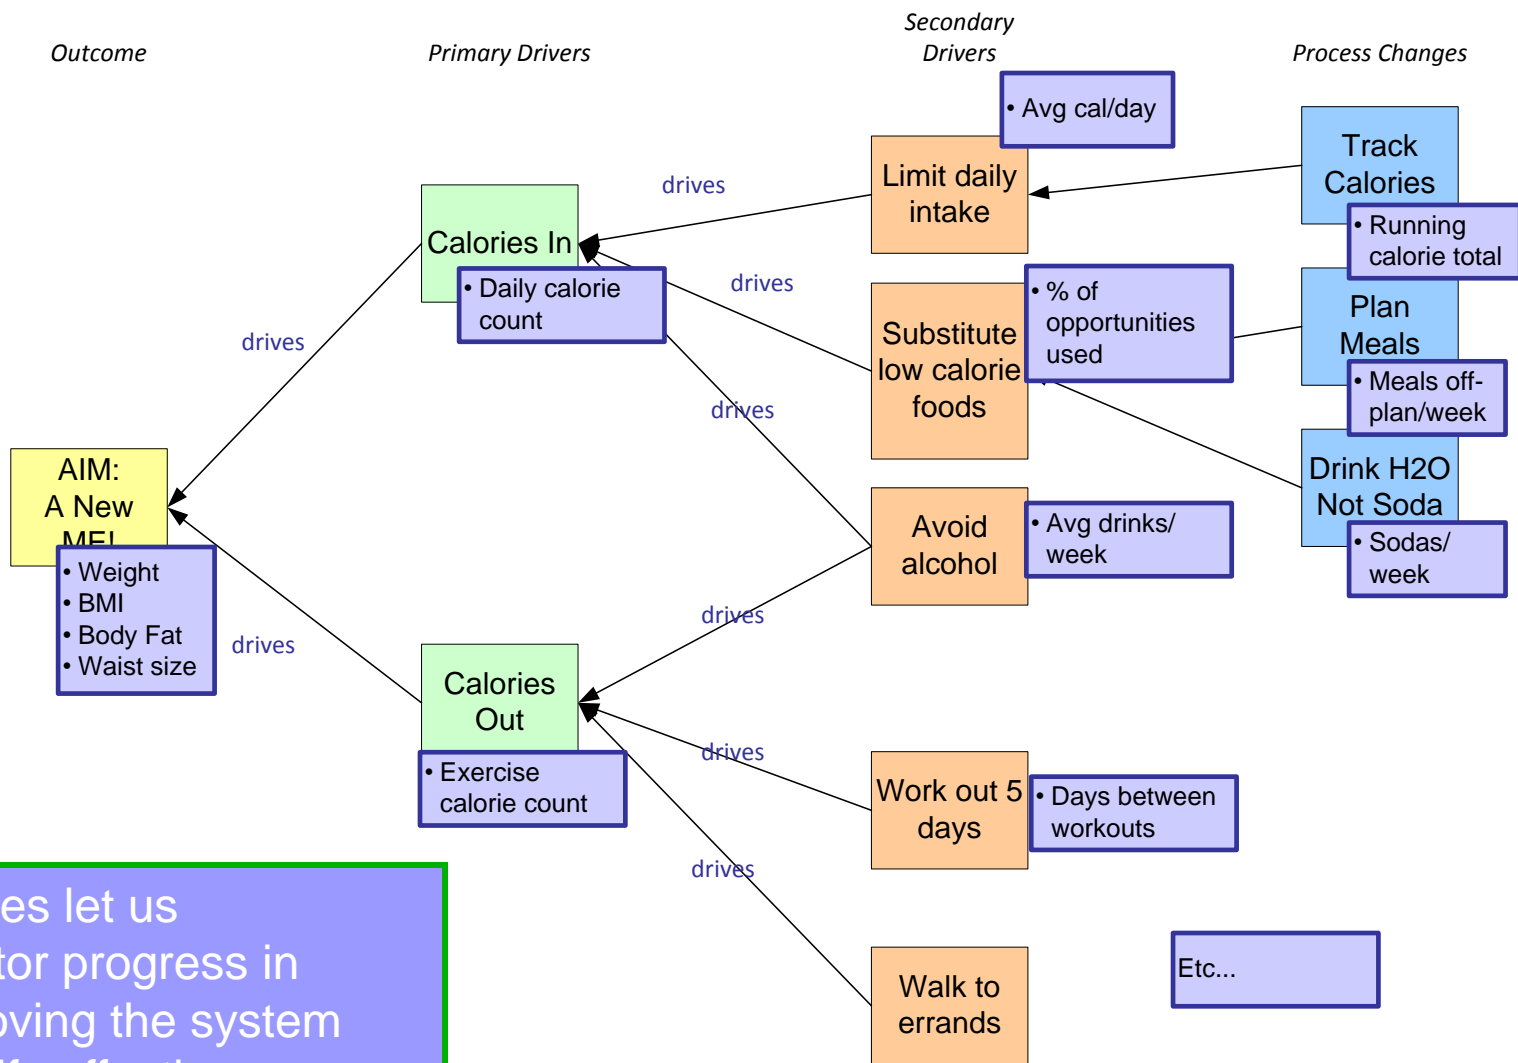 Outcome
Primary Drivers
Secondary
Drivers
Process Changes
• Avg cal/day
Limit daily
intake
Track
Calories
• Running
calorie total
drives
Calories In
• Daily calorie
count
drives
• % of
opportunities
used
Substitute
low calorie
foods
Plan
Meals
• Meals off-
plan/week
drives
drives
AIM:
A New
ME!
• Weight
• BMI
• Body Fat
• Waist size
Drink H2O
Not Soda
• Sodas/
week
Avoid
alcohol
• Avg drinks/
week
drives
drives
Calories
Out
• Exercise
calorie count
drives
Work out 5
days
• Days between
workouts
drives
Walk to
errands
Etc...
es let us
tor progress in
oving the system